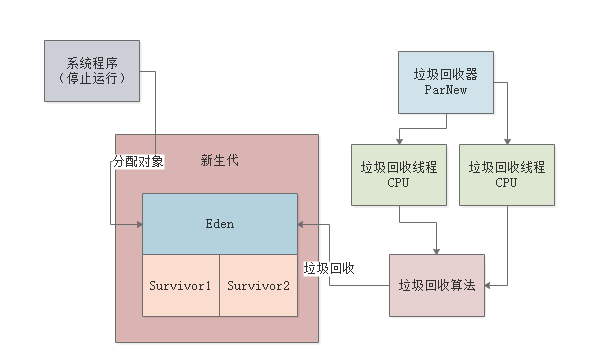 系统程序
（停止运行）
垃圾回收器
ParNew
分配对象
新生代
垃圾回收线程
CPU
垃圾回收线程
CPU
Eden
垃圾回收
Survivor1
Survivor2
垃圾回收算法